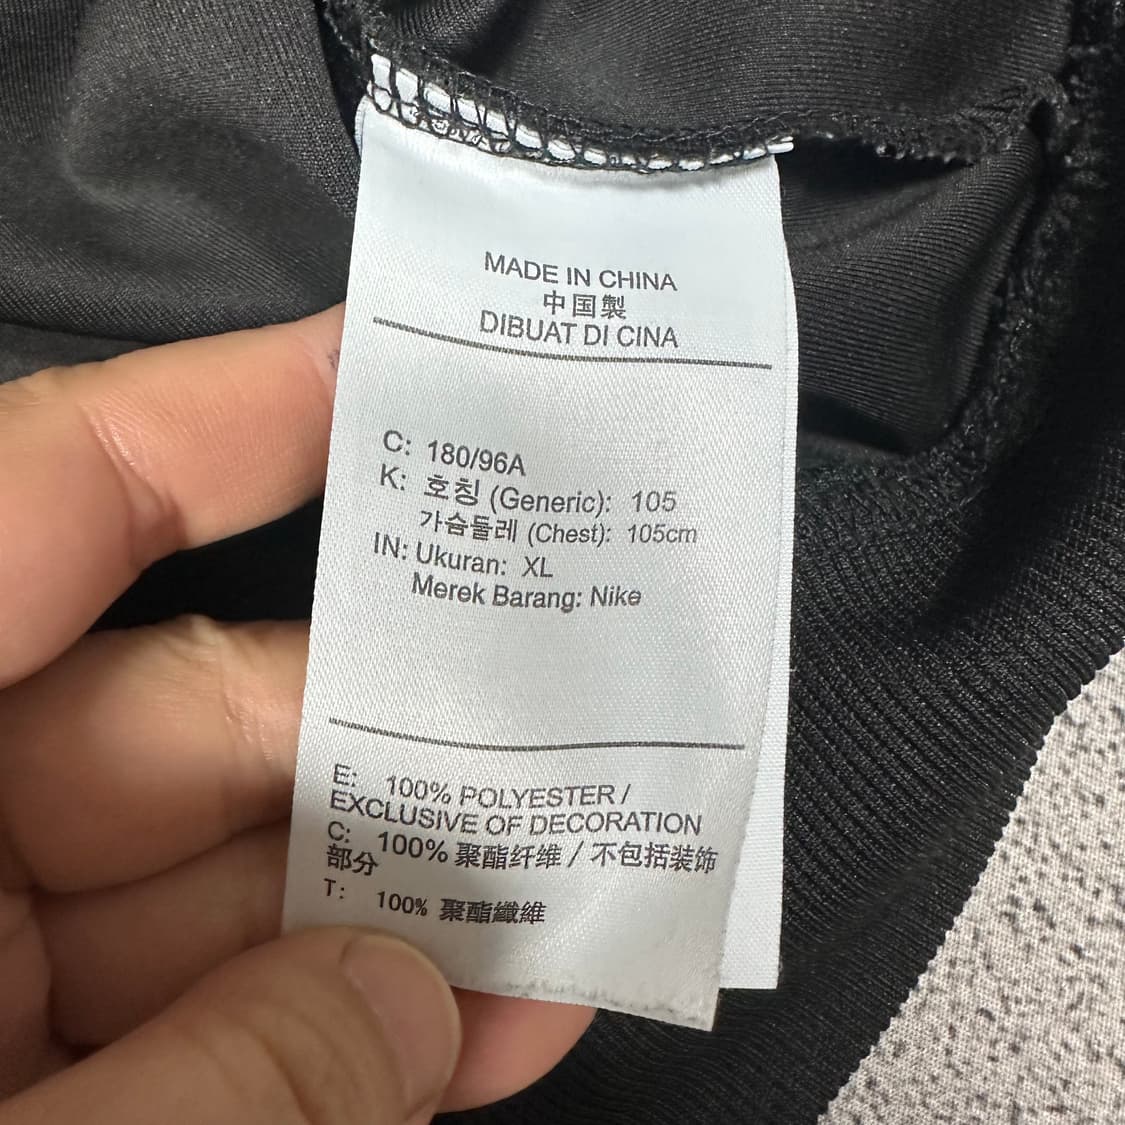 MADE IN CHINA
中国製
DIBUAT DI CINA
C: 180/96A
K: 호칭 (Generic): 105
가슴둘레 (Chest): 105cm
IN: Ukuran: XL
Merek Barang: Nike
E: 100% POLYESTER /
EXCLUSIVE OF DECORATION
C: 100% 聚酯纤维 / 不包括装饰
部分
T: 100% 聚酯纖維